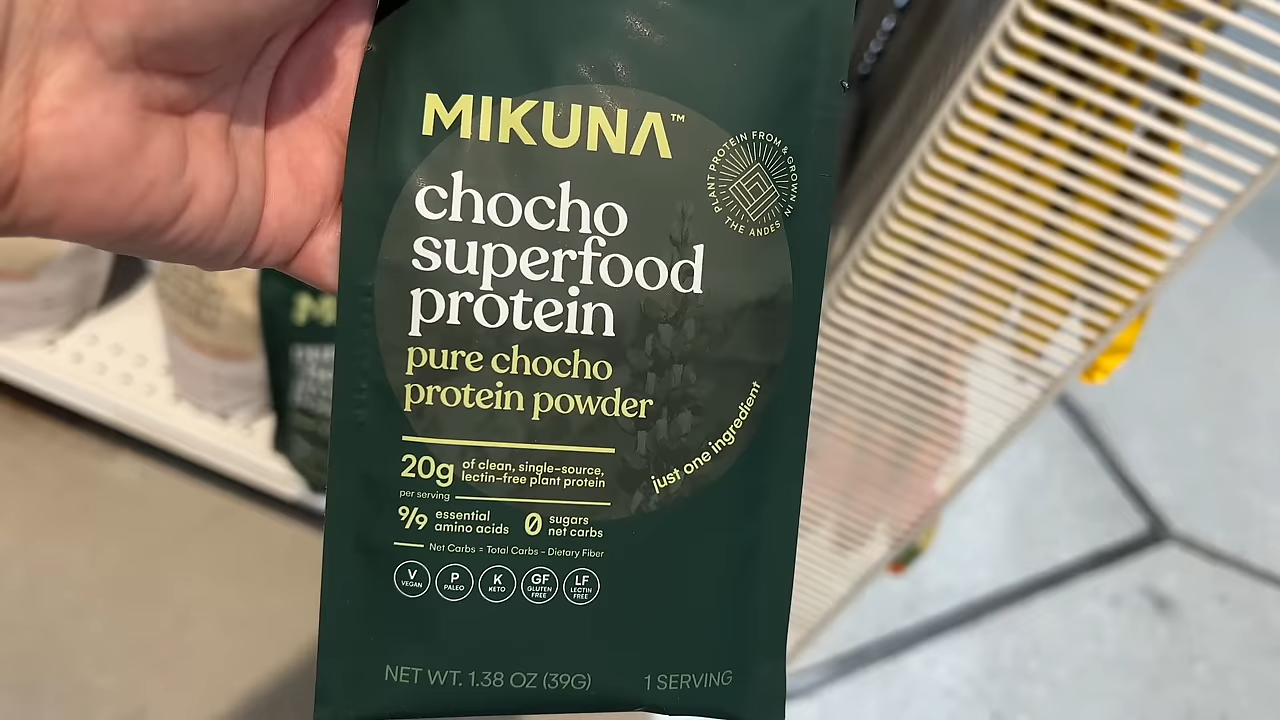 MIKUNA™
PLANT PROTEIN FROM & GROWN IN
THE ANDES
chocho
superfood
protein
pure chocho
protein powder
just one ingredient
20g of clean, single-source,
lectin-free plant protein
per serving
9/9 essential
amino acids
0 sugars
net carbs
Net Carbs = Total Carbs - Dietary Fiber
V
VEGAN
P
PALEO
K
KETO
GF
GLUTEN
FREE
LF
LECTIN
FREE
NET WT. 1.38 OZ (39G)
1 SERVING